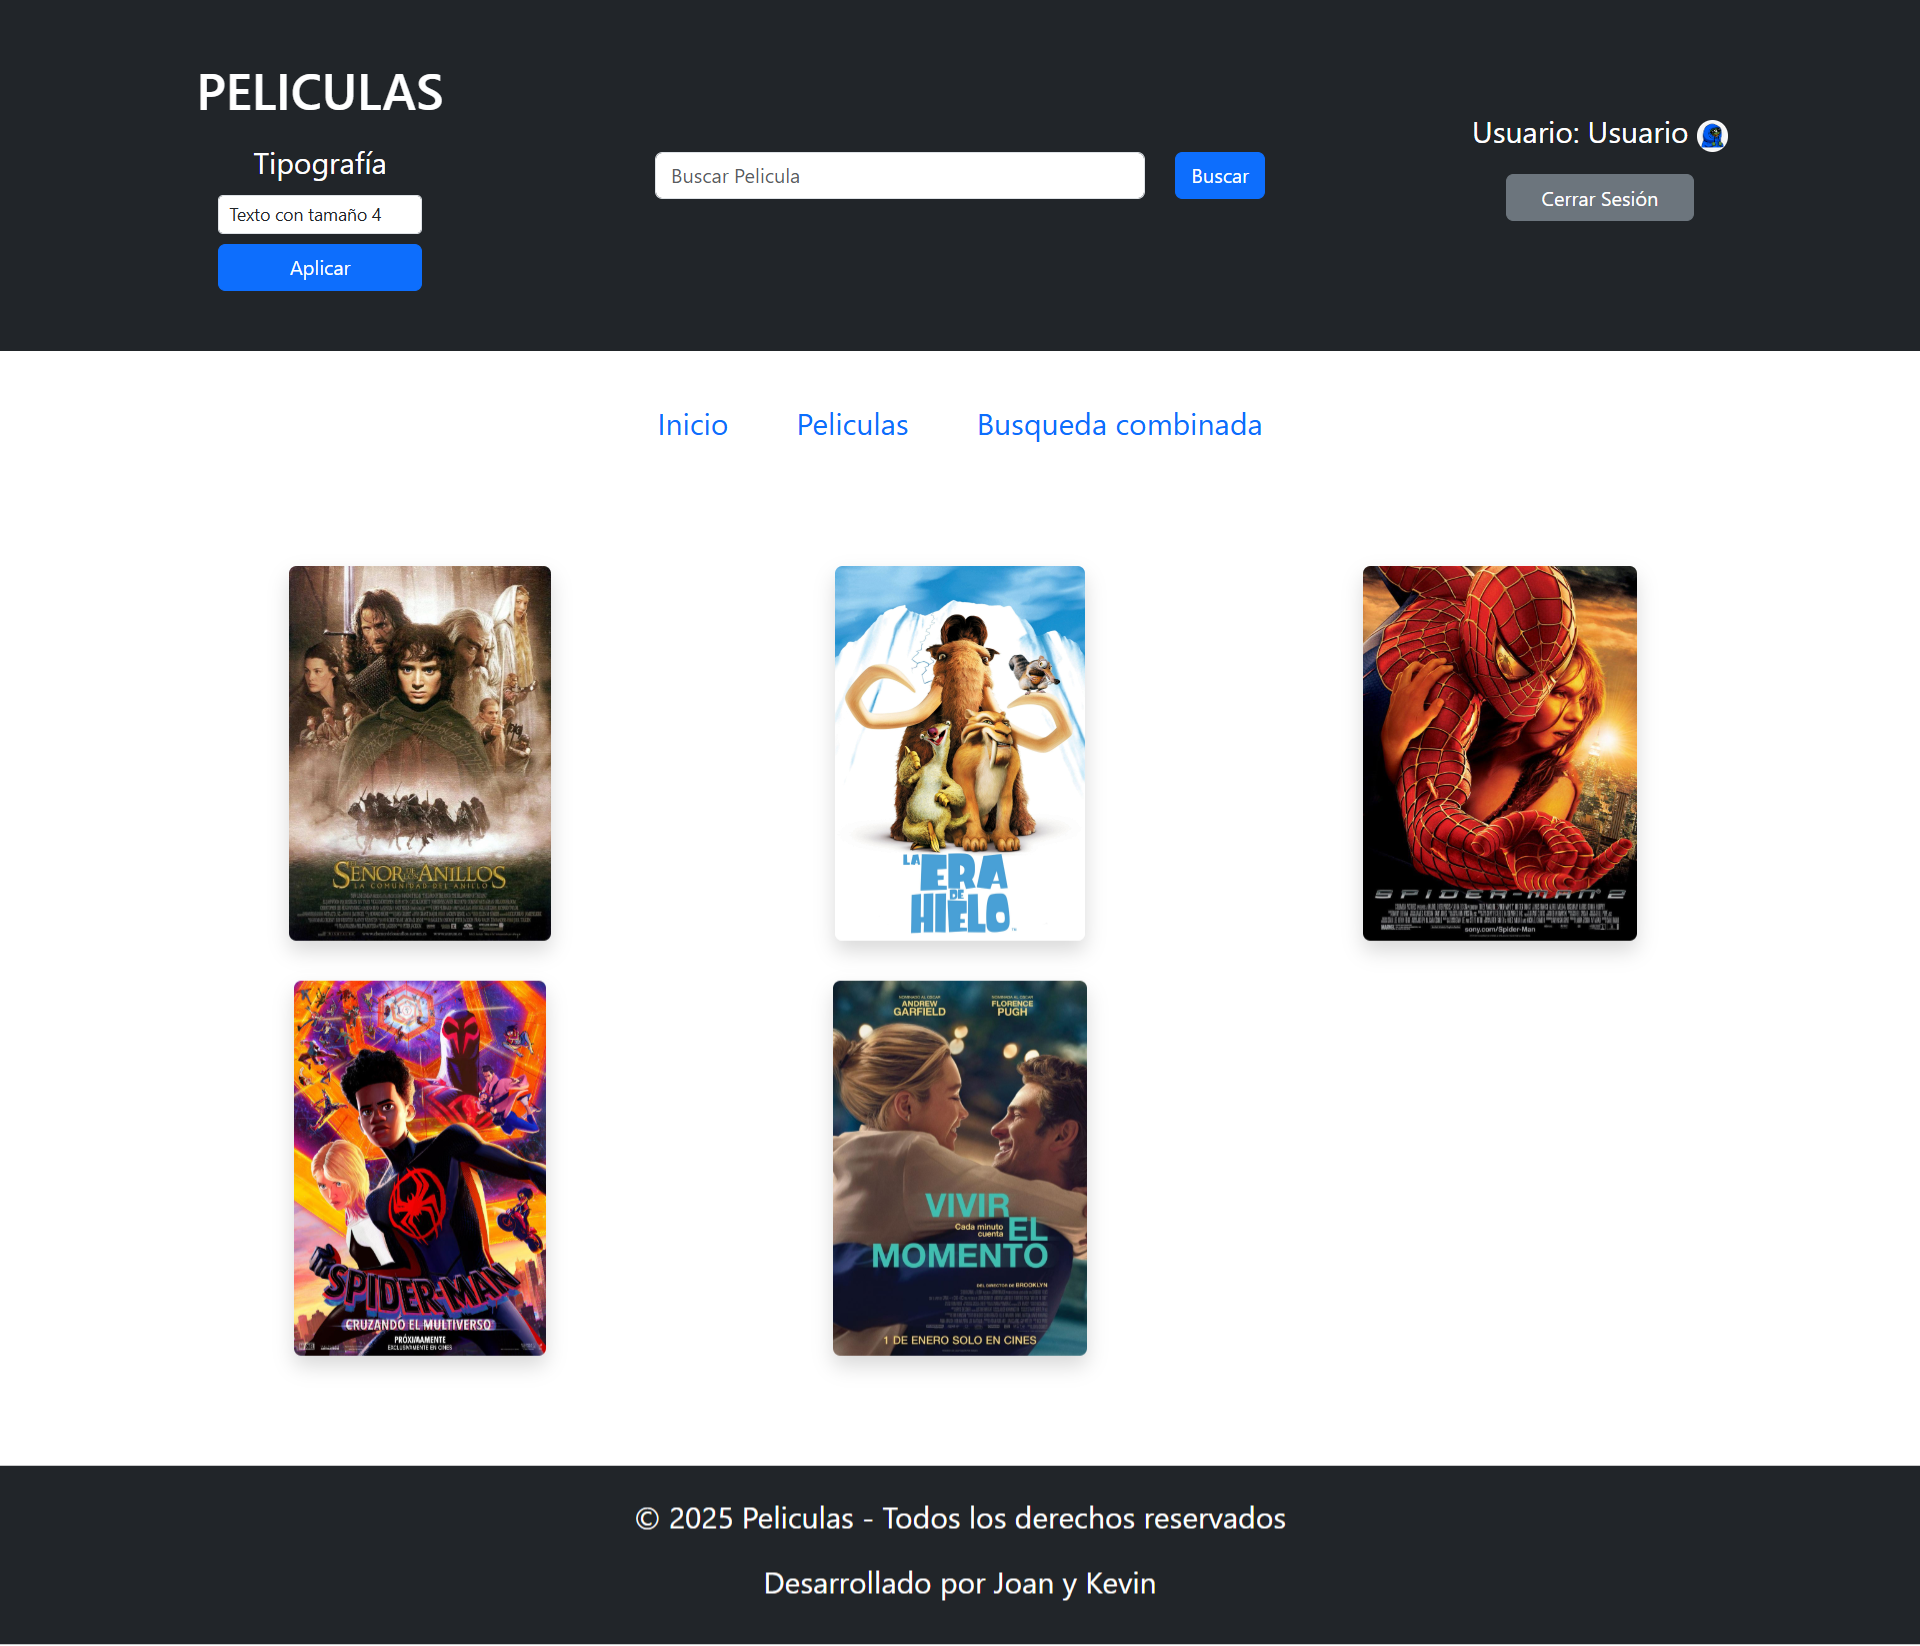 PELICULAS
Tipografía
Texto con tamaño 4
Aplicar
Buscar Pelicula
Buscar
Usuario: Usuario
Cerrar Sesión
Inicio
Peliculas
Busqueda combinada
SEÑOR DE LOS ANILLOS
LA COMUNIDAD DEL ANILLO
LA ERA
DE
HIELO
SPIDER-MAN 2
sony.com/Spider-Man
SPIDER-MAN
CRUZANDO EL MULTIVERSO
PRÓXIMAMENTE
EXCLUSIVAMENTE EN CINES
ANDREW
GARFIELD
FLORENCE
PUGH
VIVIR
Cada minuto
cuenta
EL
MOMENTO
DEL DIRECTOR DE BROOKLYN
1 DE ENERO SOLO EN CINES
© 2025 Peliculas - Todos los derechos reservados
Desarrollado por Joan y Kevin